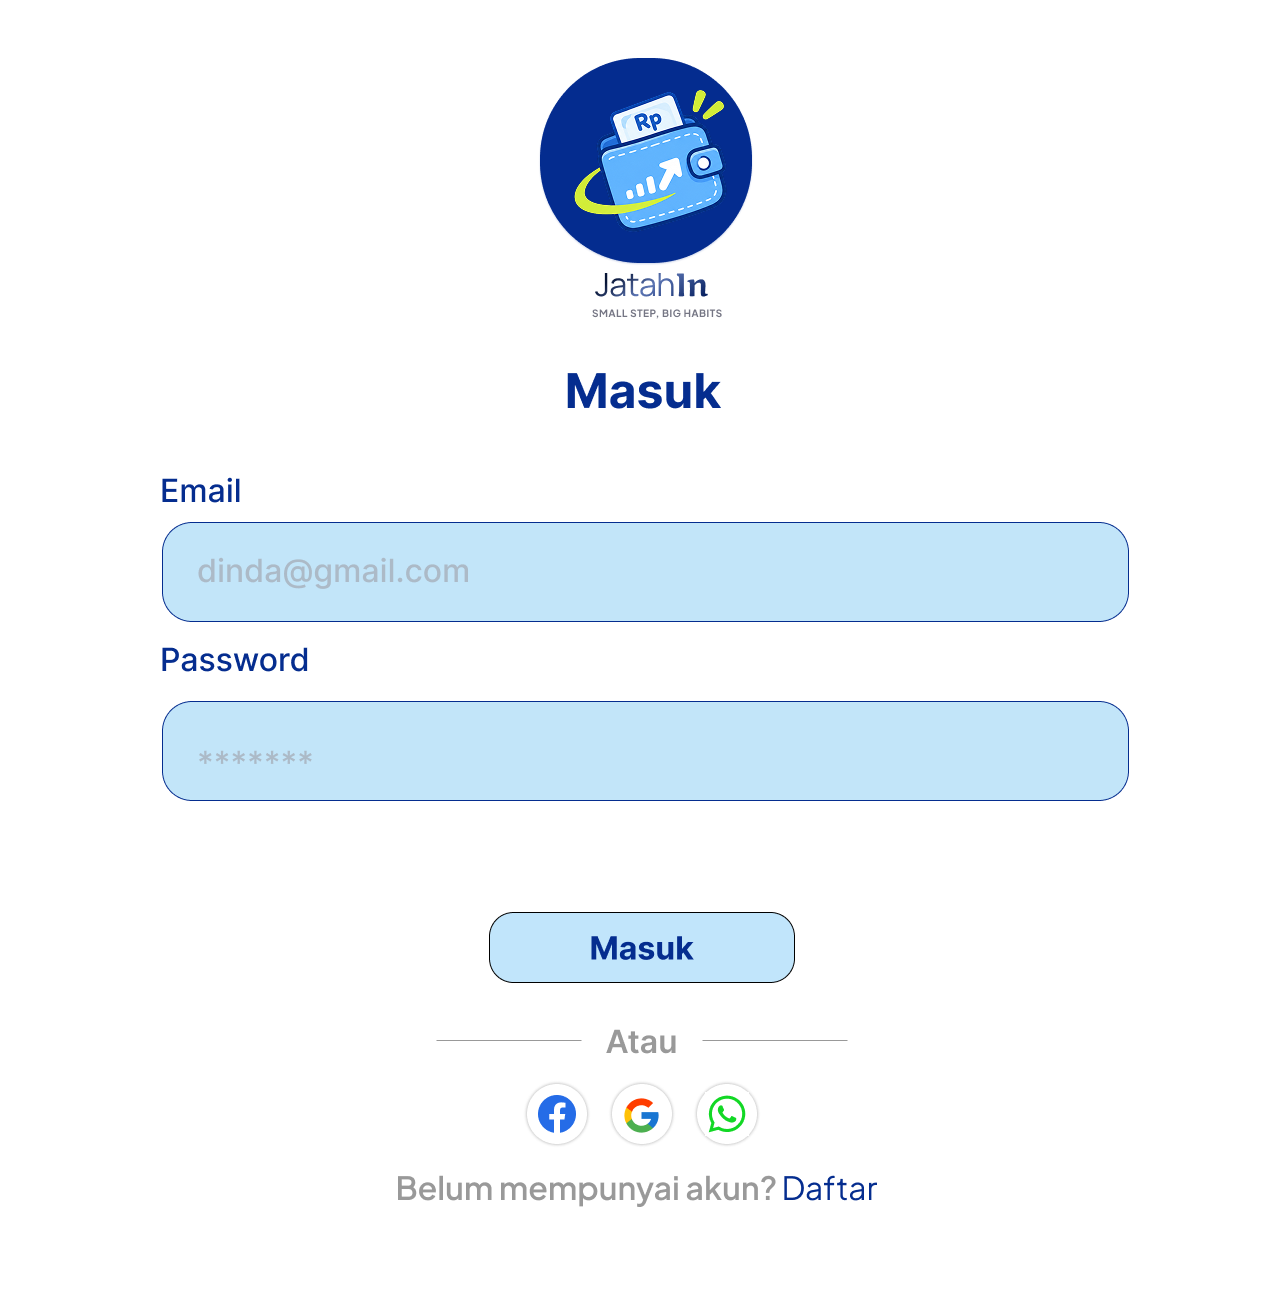 Rp
JatahIn
SMALL STEP, BIG HABITS
Masuk
Email
dinda@gmail.com
Password
*******
Masuk
Atau
Belum mempunyai akun? Daftar